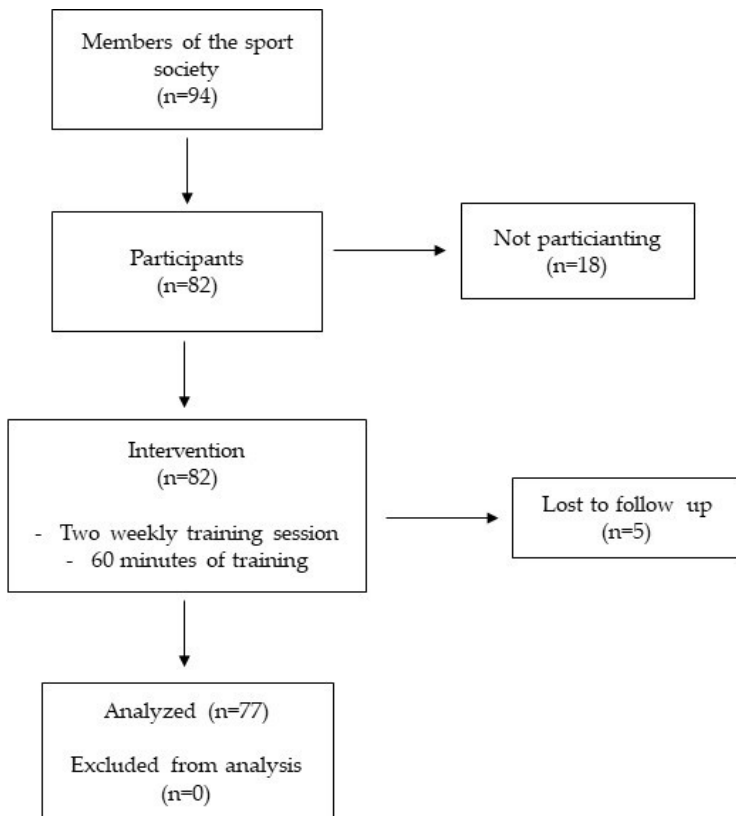 Members of the sport
society
(n=94)
Participants
(n=82)
Not particianting
(n=18)
Intervention
(n=82)
- Two weekly training session
- 60 minutes of training
Lost to follow up
(n=5)
Analyzed (n=77)
Excluded from analysis
(n=0)